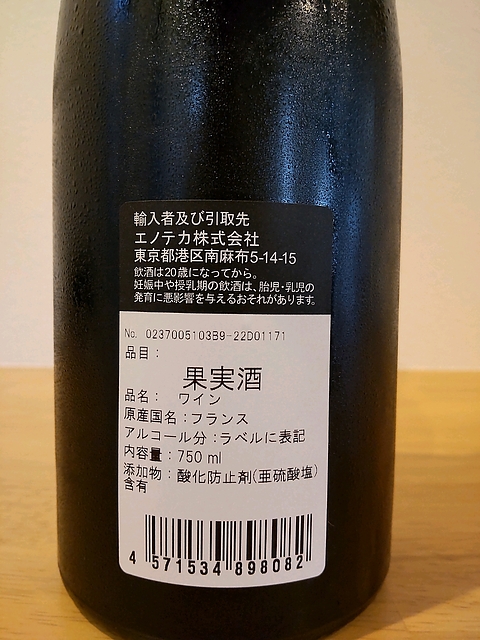 輸入者及び引取先
エノテカ株式会社
東京都港区南麻布5-14-15
飲酒は20歳になってから。
妊娠中や授乳期の飲酒は、胎児・乳児の
発育に悪影響を与えるおそれがあります。
No. 0237005103B9-22D01171
品目：
果実酒
品名： ワイン
原産国名：フランス
アルコール分：ラベルに表記
内容量：750 ml
添加物：酸化防止剤(亜硫酸塩)
含有
4 571534 898082